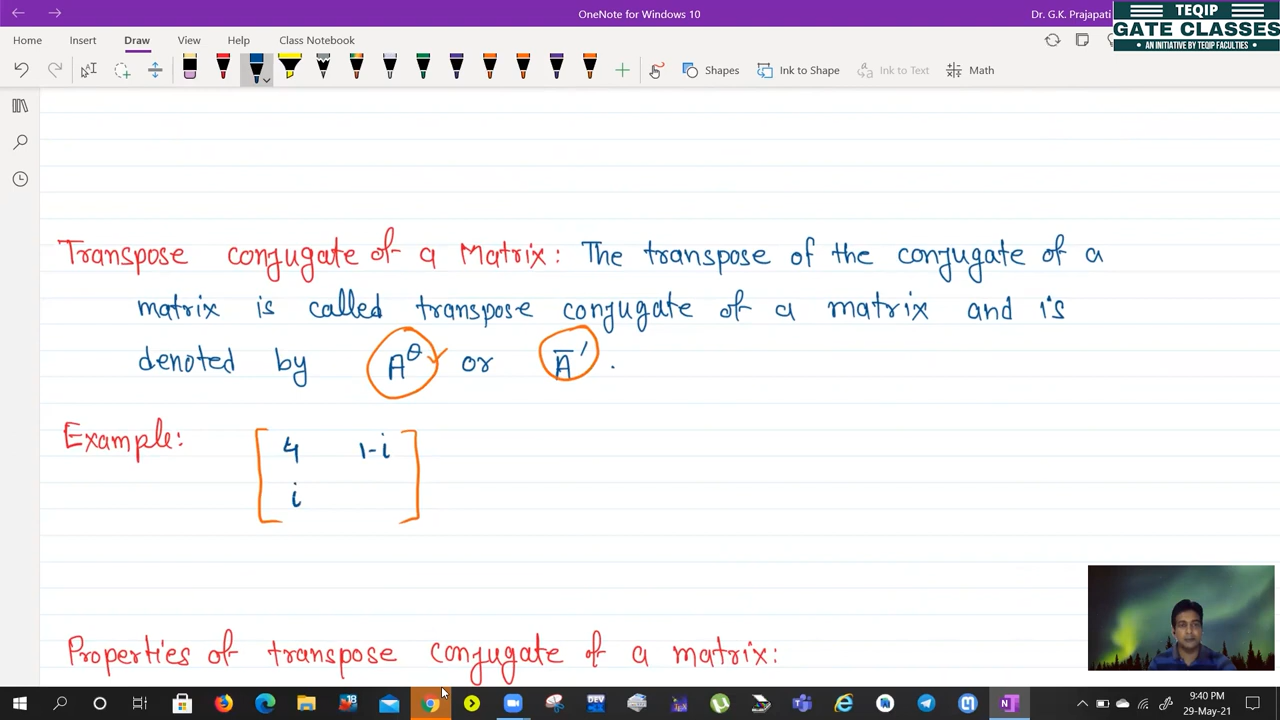 OneNote for Windows 10
Dr. G.K. Prajapati
TEQIP
GATE CLASSES
AN INITIATIVE BY TEQIP FACULTIES
Home Insert Draw View Help Class Notebook
Shapes Ink to Shape Ink to Text Math
Transpose conjugate of a Matrix: The transpose of the conjugate of a
matrix is called transpose conjugate of a matrix and is
denoted by A^θ or A̅′.
Example: [4 1-i
i]
Properties of transpose conjugate of a matrix:
9:40 PM
29-May-21